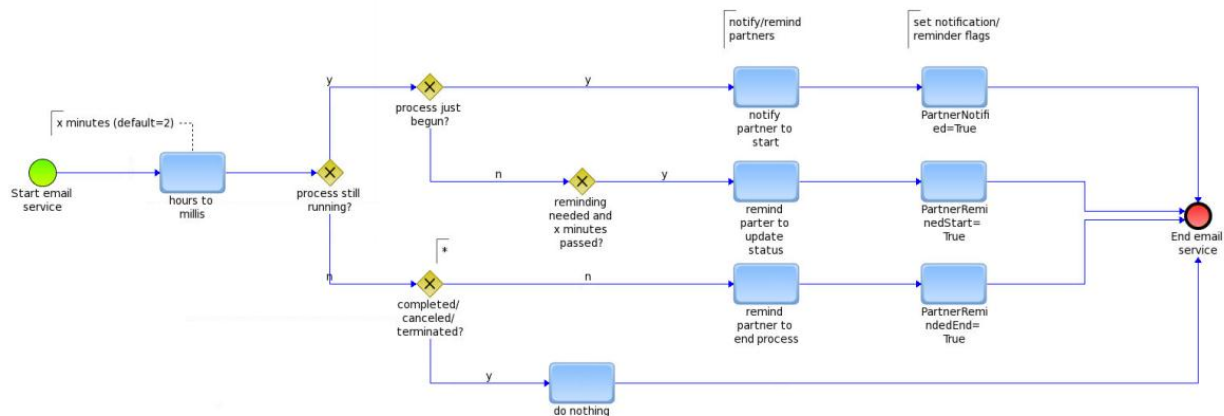 notify/remind
partners
set notification/
reminder flags
y
y
process just
begun?
notify
partner to
start
PartnerNotifi
ed=True
x minutes (default=2)
Start email
service
hours to
millis
process still
running?
n
y
reminding
needed and
x minutes
passed?
remind
parter to
update
status
PartnerRemi
nedStart=
True
End email
service
*
n
n
completed/
canceled/
terminated?
remind
partner to
end process
PartnerRemi
ndedEnd=
True
y
do nothing